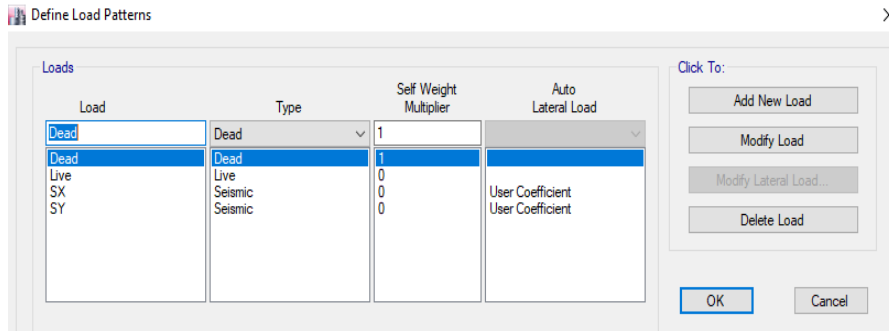 Define Load Patterns
Loads
Load Type Self Weight Multiplier Auto Lateral Load
Dead Dead 1
Dead Dead 1
Live Live 0
SX Seismic 0 User Coefficient
SY Seismic 0 User Coefficient
Click To:
Add New Load
Modify Load
Modify Lateral Load...
Delete Load
OK Cancel